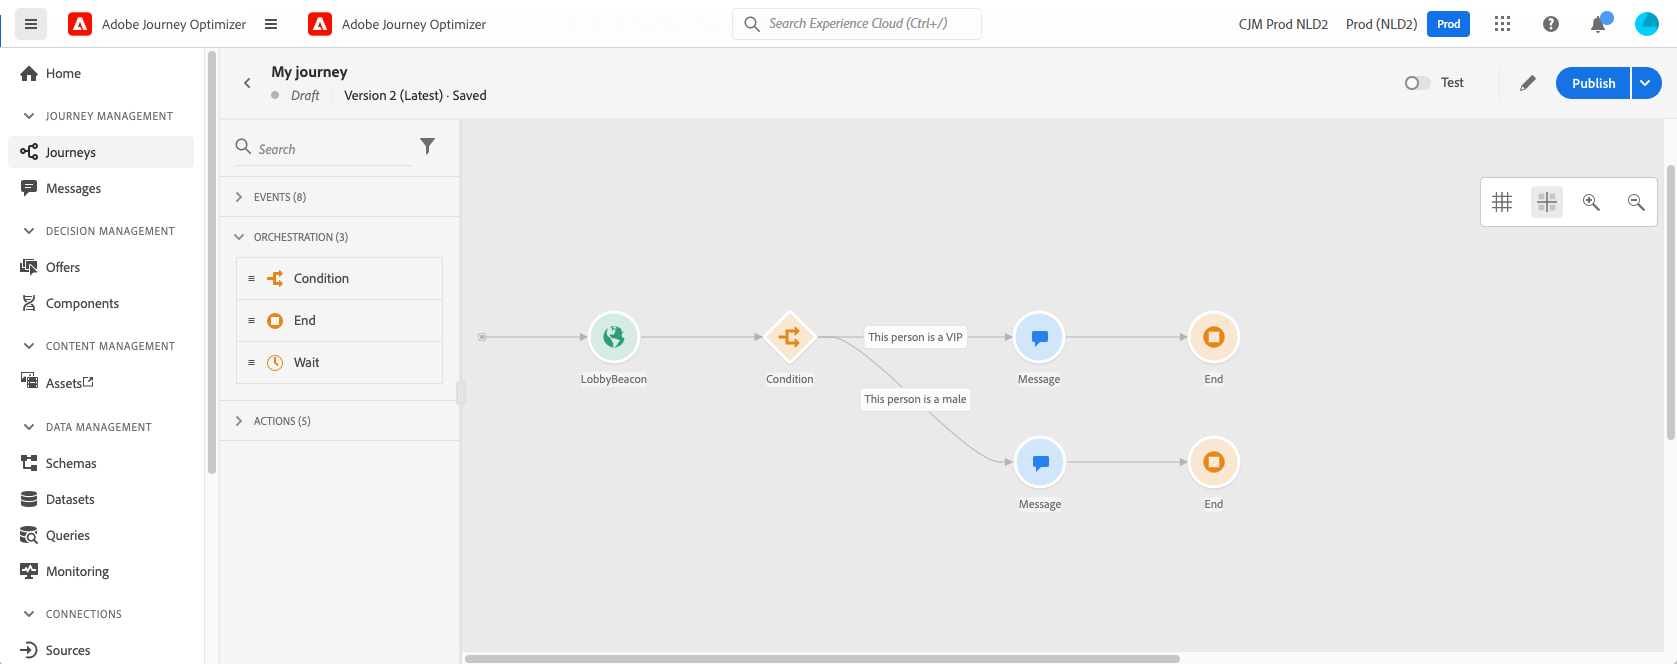 Adobe Journey Optimizer
Adobe Journey Optimizer
Search Experience Cloud (Ctrl+/)
CJM Prod NLD2
Prod (NLD2)
Prod
Home
JOURNEY MANAGEMENT
Journeys
Messages
DECISION MANAGEMENT
Offers
Components
CONTENT MANAGEMENT
Assets
DATA MANAGEMENT
Schemas
Datasets
Queries
Monitoring
CONNECTIONS
Sources
My journey
Draft
Version 2 (Latest) · Saved
Test
Publish
Search
EVENTS (8)
ORCHESTRATION (3)
Condition
End
Wait
ACTIONS (5)
LobbyBeacon
Condition
This person is a VIP
Message
End
This person is a male
Message
End